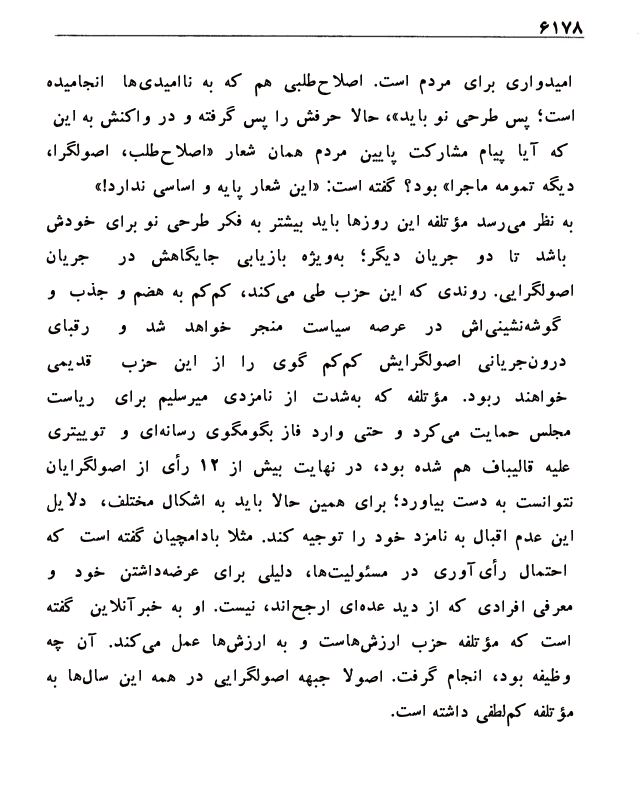 ۶۱۷۸
امیدواری برای مردم است. اصلاح‌طلبی هم که به ناامیدی‌ها انجامیده
است؛ پس طرحی نو باید»، حالا حرفش را پس گرفته و در واکنش به این
که آیا پیام مشارکت پایین مردم همان شعار «اصلاح‌طلب، اصولگرا،
دیگه تمومه ماجرا» بود؟ گفته است: «این شعار پایه و اساسی ندارد!»
به نظر می‌رسد مؤتلفه این روزها باید بیشتر به فکر طرحی نو برای خودش
باشد تا دو جریان دیگر؛ به‌ویژه بازیابی جایگاهش در جریان
اصولگرایی. روندی که این حزب طی می‌کند، کم‌کم به هضم و جذب و
گوشه‌نشینی‌اش در عرصه سیاست منجر خواهد شد و رقبای
درون‌جریانی اصولگرایش کم‌کم گوی را از این حزب قدیمی
خواهند ربود. مؤتلفه که به‌شدت از نامزدی میرسلیم برای ریاست
مجلس حمایت می‌کرد و حتی وارد فاز بگومگوی رسانه‌ای و توییتری
علیه قالیباف هم شده بود، در نهایت بیش از ۱۲ رأی از اصولگرایان
نتوانست به دست بیاورد؛ برای همین حالا باید به اشکال مختلف، دلایل
این عدم اقبال به نامزد خود را توجیه کند. مثلا بادامچیان گفته است که
احتمال رأی‌آوری در مسئولیت‌ها، دلیلی برای عرضه‌داشتن خود و
معرفی افرادی که از دید عده‌ای ارجح‌اند، نیست. او به خبرآنلاین گفته
است که مؤتلفه حزب ارزش‌هاست و به ارزش‌ها عمل می‌کند. آن چه
وظیفه بود، انجام گرفت. اصولا جبهه اصولگرایی در همه این سال‌ها به
مؤتلفه کم‌لطفی داشته است.